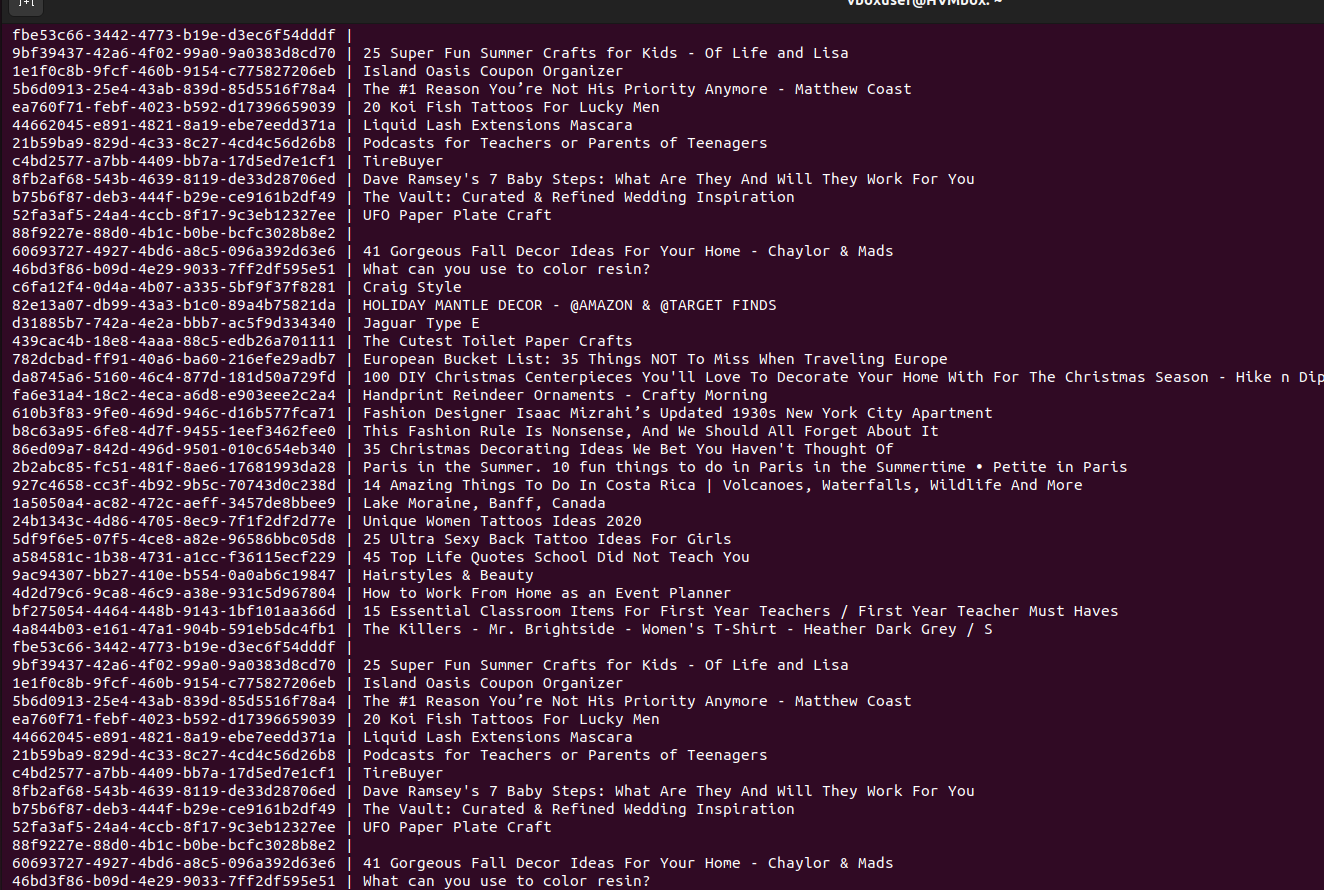 vboxuser@HVMbox: ~
fbe53c66-3442-4773-b19e-d3ec6f54dddf |
9bf39437-42a6-4f02-99a0-9a0383d8cd70 | 25 Super Fun Summer Crafts for Kids - Of Life and Lisa
1e1f0c8b-9fcf-460b-9154-c775827206eb | Island Oasis Coupon Organizer
5b6d0913-25e4-43ab-839d-85d5516f78a4 | The #1 Reason You’re Not His Priority Anymore - Matthew Coast
ea760f71-febf-4023-b592-d17396659039 | 20 Koi Fish Tattoos For Lucky Men
44662045-e891-4821-8a19-ebe7eedd371a | Liquid Lash Extensions Mascara
21b59ba9-829d-4c33-8c27-4cd4c56d26b8 | Podcasts for Teachers or Parents of Teenagers
c4bd2577-a7bb-4409-bb7a-17d5ed7e1cf1 | TireBuyer
8fb2af68-543b-4639-8119-de33d28706ed | Dave Ramsey's 7 Baby Steps: What Are They And Will They Work For You
b75b6f87-deb3-444f-b29e-ce9161b2df49 | The Vault: Curated & Refined Wedding Inspiration
52fa3af5-24a4-4ccb-8f17-9c3eb12327ee | UFO Paper Plate Craft
88f9227e-88d0-4b1c-b0be-bcfc3028b8e2 |
60693727-4927-4bd6-a8c5-096a392d63e6 | 41 Gorgeous Fall Decor Ideas For Your Home - Chaylor & Mads
46bd3f86-b09d-4e29-9033-7ff2df595e51 | What can you use to color resin?
c6fa12f4-0d4a-4b07-a335-5bf9f37f8281 | Craig Style
82e13a07-db99-43a3-b1c0-89a4b75821da | HOLIDAY MANTLE DECOR - @AMAZON & @TARGET FINDS
d31885b7-742a-4e2a-bbb7-ac5f9d334340 | Jaguar Type E
439cac4b-18e8-4aaa-88c5-edb26a701111 | The Cutest Toilet Paper Crafts
782dcbad-ff91-40a6-ba60-216efe29adb7 | European Bucket List: 35 Things NOT To Miss When Traveling Europe
da8745a6-5160-46c4-877d-181d50a729fd | 100 DIY Christmas Centerpieces You'll Love To Decorate Your Home With For The Christmas Season - Hike n Dip
fa6e31a4-18c2-4eca-a6d8-e903eee2c2a4 | Handprint Reindeer Ornaments - Crafty Morning
610b3f83-9fe0-469d-946c-d16b577fca71 | Fashion Designer Isaac Mizrahi’s Updated 1930s New York City Apartment
b8c63a95-6fe8-4d7f-9455-1eef3462fee0 | This Fashion Rule Is Nonsense, And We Should All Forget About It
86ed09a7-842d-496d-9501-010c654eb340 | 35 Christmas Decorating Ideas We Bet You Haven't Thought Of
2b2abc85-fc51-481f-8ae6-17681993da28 | Paris in the Summer. 10 fun things to do in Paris in the Summertime • Petite in Paris
927c4658-cc3f-4b92-9b5c-70743d0c238d | 14 Amazing Things To Do In Costa Rica | Volcanoes, Waterfalls, Wildlife And More
1a5050a4-ac82-472c-aeff-3457de8bbee9 | Lake Moraine, Banff, Canada
24b1343c-4d86-4705-8ec9-7f1f2df2d77e | Unique Women Tattoos Ideas 2020
5df9f6e5-07f5-4ce8-a82e-96586bbc05d8 | 25 Ultra Sexy Back Tattoo Ideas For Girls
a584581c-1b38-4731-a1cc-f36115ecf229 | 45 Top Life Quotes School Did Not Teach You
9ac94307-bb27-410e-b554-0a0ab6c19847 | Hairstyles & Beauty
4d2d79c6-9ca8-46c9-a38e-931c5d967804 | How to Work From Home as an Event Planner
bf275054-4464-448b-9143-1bf101aa366d | 15 Essential Classroom Items For First Year Teachers / First Year Teacher Must Haves
4a844b03-e161-47a1-904b-591eb5dc4fb1 | The Killers - Mr. Brightside - Women's T-Shirt - Heather Dark Grey / S
fbe53c66-3442-4773-b19e-d3ec6f54dddf |
9bf39437-42a6-4f02-99a0-9a0383d8cd70 | 25 Super Fun Summer Crafts for Kids - Of Life and Lisa
1e1f0c8b-9fcf-460b-9154-c775827206eb | Island Oasis Coupon Organizer
5b6d0913-25e4-43ab-839d-85d5516f78a4 | The #1 Reason You’re Not His Priority Anymore - Matthew Coast
ea760f71-febf-4023-b592-d17396659039 | 20 Koi Fish Tattoos For Lucky Men
44662045-e891-4821-8a19-ebe7eedd371a | Liquid Lash Extensions Mascara
21b59ba9-829d-4c33-8c27-4cd4c56d26b8 | Podcasts for Teachers or Parents of Teenagers
c4bd2577-a7bb-4409-bb7a-17d5ed7e1cf1 | TireBuyer
8fb2af68-543b-4639-8119-de33d28706ed | Dave Ramsey's 7 Baby Steps: What Are They And Will They Work For You
b75b6f87-deb3-444f-b29e-ce9161b2df49 | The Vault: Curated & Refined Wedding Inspiration
52fa3af5-24a4-4ccb-8f17-9c3eb12327ee | UFO Paper Plate Craft
88f9227e-88d0-4b1c-b0be-bcfc3028b8e2 |
60693727-4927-4bd6-a8c5-096a392d63e6 | 41 Gorgeous Fall Decor Ideas For Your Home - Chaylor & Mads
46bd3f86-b09d-4e29-9033-7ff2df595e51 | What can you use to color resin?